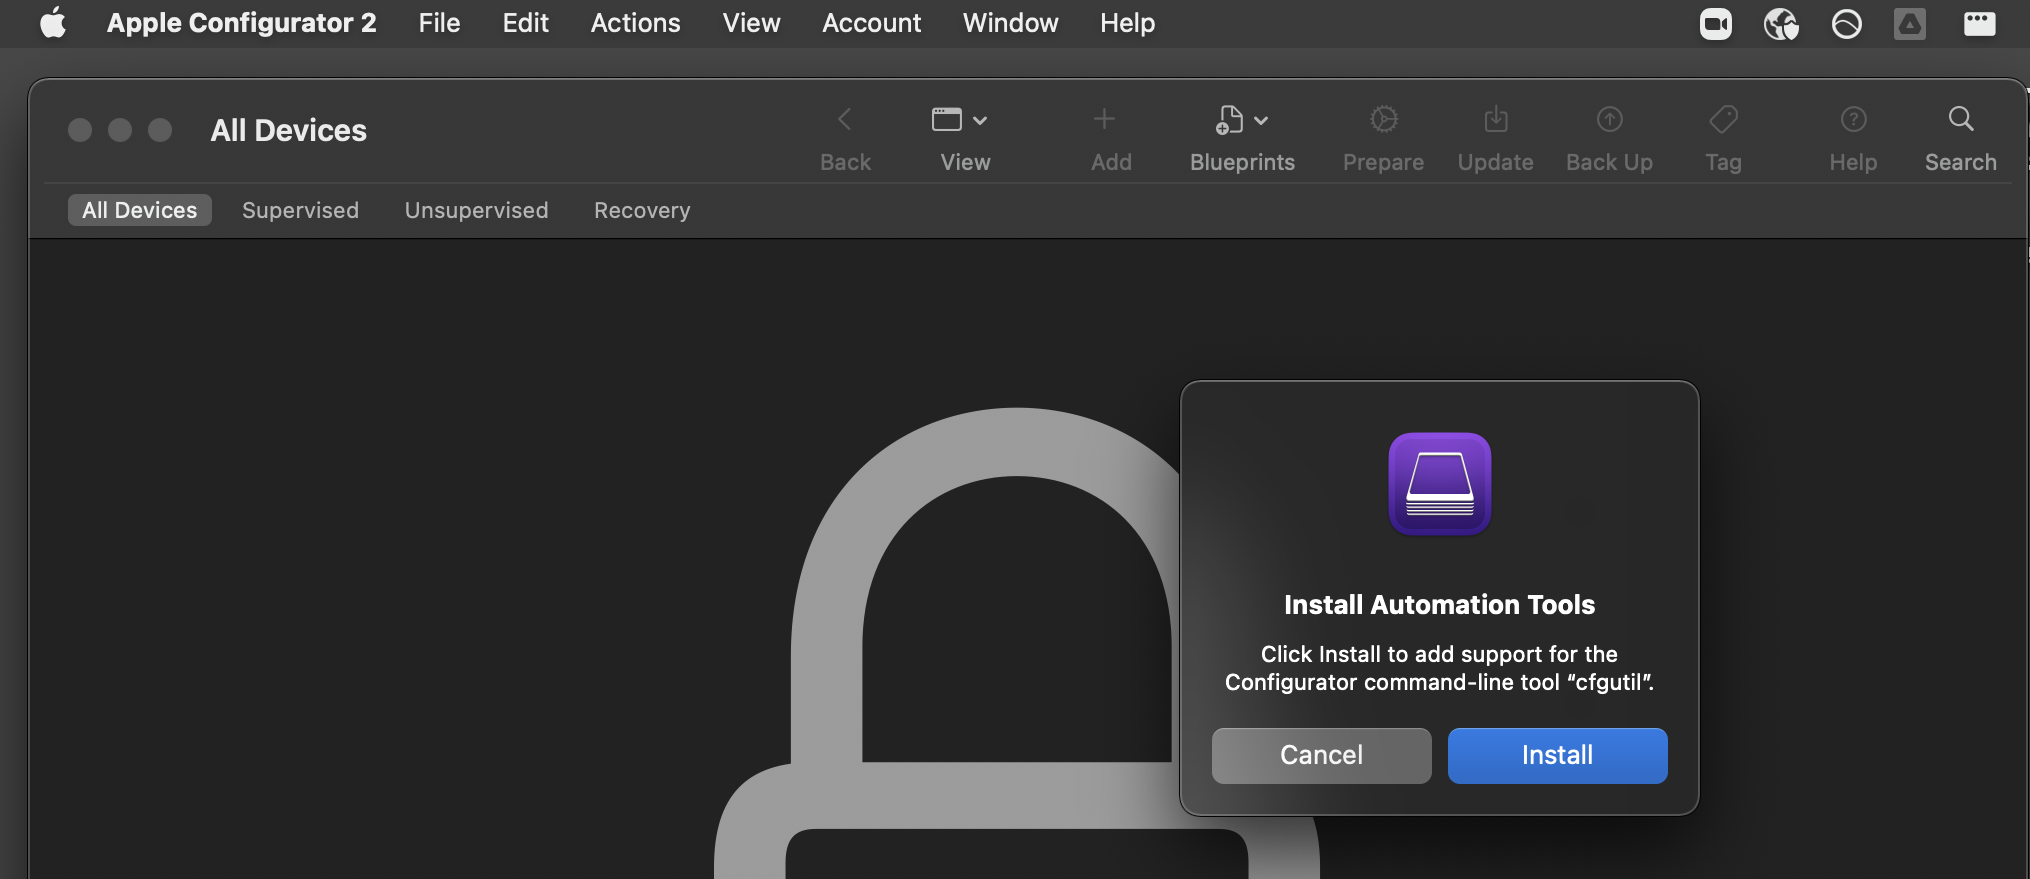 Apple Configurator 2 File Edit Actions View Account Window Help
All Devices
Back View Add Blueprints Prepare Update Back Up Tag Help Search
All Devices Supervised Unsupervised Recovery
Install Automation Tools
Click Install to add support for the
Configurator command-line tool “cfgutil”.
Cancel Install